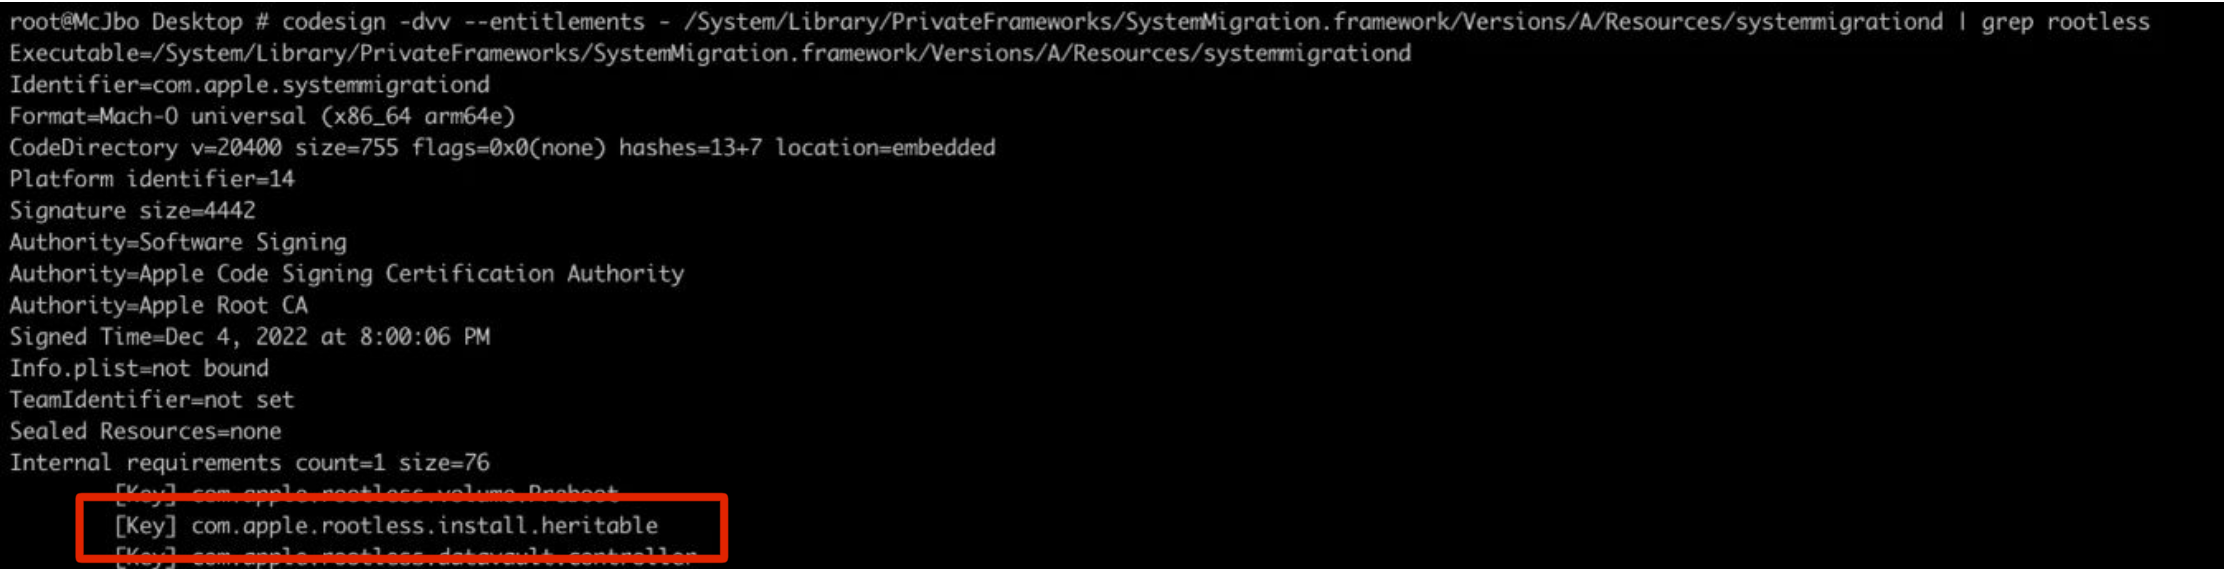 root@McJbo Desktop # codesign -dvv --entitlements - /System/Library/PrivateFrameworks/SystemMigration.framework/Versions/A/Resources/systemmigrationd | grep rootless
Executable=/System/Library/PrivateFrameworks/SystemMigration.framework/Versions/A/Resources/systemmigrationd
Identifier=com.apple.systemmigrationd
Format=Mach-O universal (x86_64 arm64e)
CodeDirectory v=20400 size=755 flags=0x0(none) hashes=13+7 location=embedded
Platform identifier=14
Signature size=4442
Authority=Software Signing
Authority=Apple Code Signing Certification Authority
Authority=Apple Root CA
Signed Time=Dec 4, 2022 at 8:00:06 PM
Info.plist=not bound
TeamIdentifier=not set
Sealed Resources=none
Internal requirements count=1 size=76
[Key] com.apple.rootless.volume.Preboot
[Key] com.apple.rootless.install.heritable
[Key] com.apple.rootless.datavault.controller